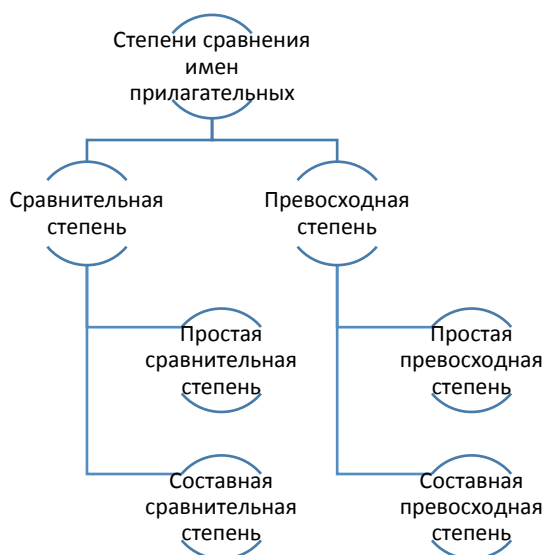 Степени сравнения
имен
прилагательных
Сравнительная
степень
Превосходная
степень
Простая
сравнительная
степень
Простая
превосходная
степень
Составная
сравнительная
степень
Составная
превосходная
степень